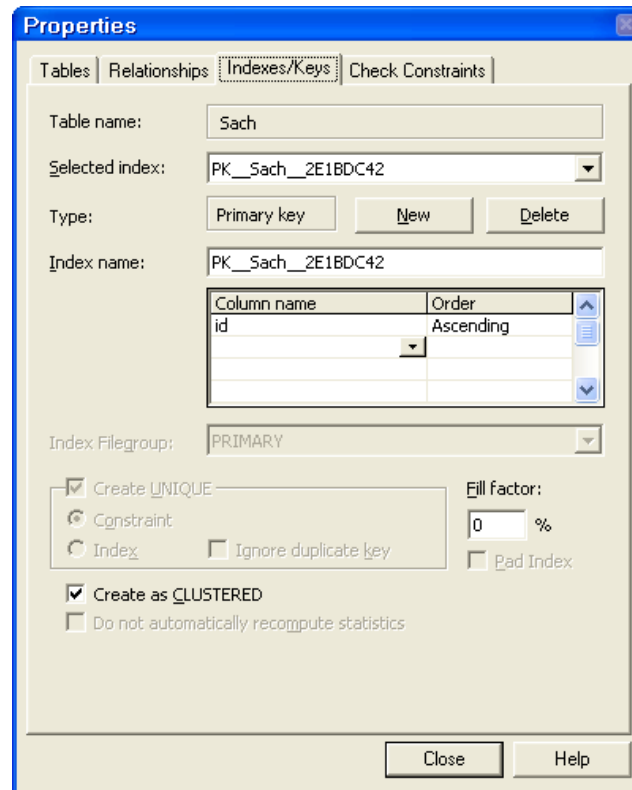 Properties
Tables Relationships Indexes/Keys Check Constraints
Table name: Sach
Selected index: PK__Sach__2E1BDC42
Type: Primary key New Delete
Index name: PK__Sach__2E1BDC42
Column name Order
id Ascending
Index Filegroup: PRIMARY
Create UNIQUE Fill factor:
Constraint 0 %
Index Ignore duplicate key Pad Index
Create as CLUSTERED
Do not automatically recompute statistics
Close Help